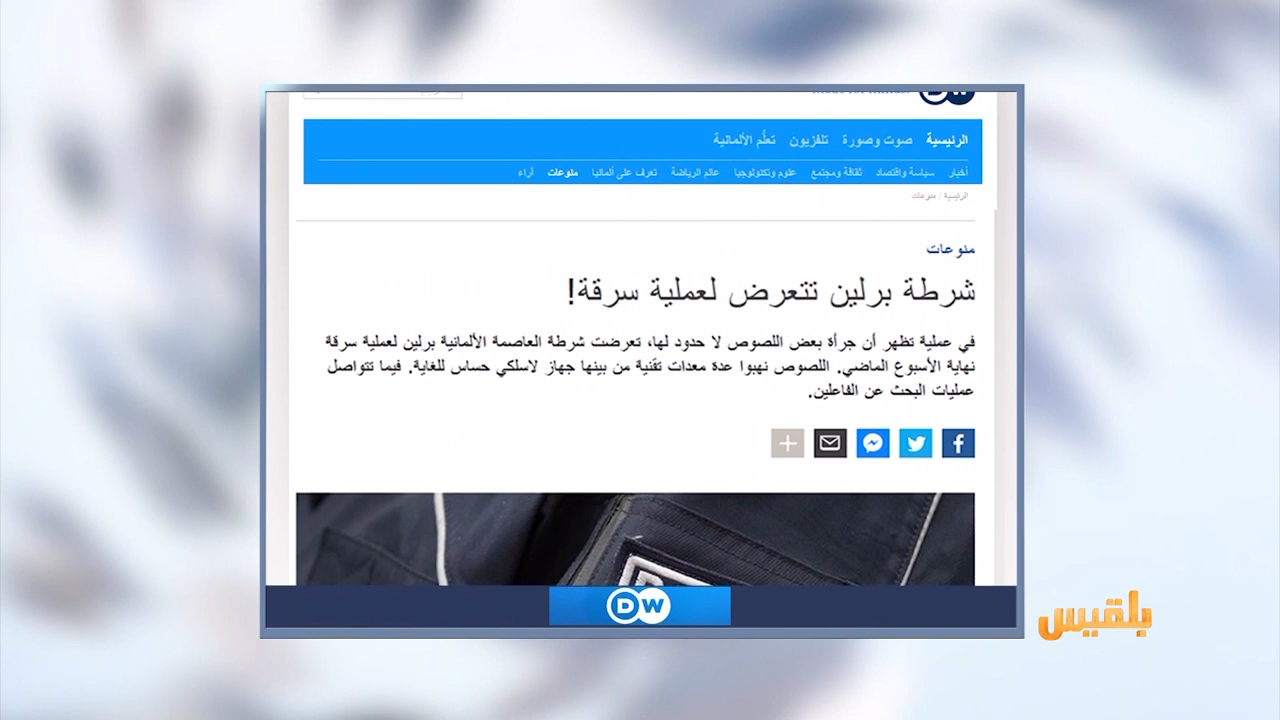 DW
الرئيسية صوت وصورة تلفزيون تعلُّم الألمانية
أخبار سياسة واقتصاد ثقافة ومجتمع علوم وتكنولوجيا عالم الرياضة تعرف على ألمانيا منوعات آراء
الرئيسية / منوعات
منوعات
شرطة برلين تتعرض لعملية سرقة!
في عملية تظهر أن جرأة بعض اللصوص لا حدود لها، تعرضت شرطة العاصمة الألمانية برلين لعملية سرقة
نهاية الأسبوع الماضي. اللصوص نهبوا عدة معدات تقنية من بينها جهاز لاسلكي حساس للغاية. فيما تتواصل
عمليات البحث عن الفاعلين.
DW
بلقيس